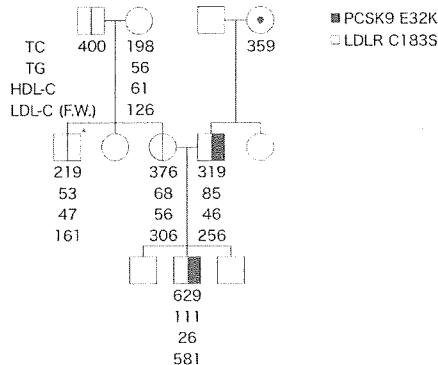 PCSK9 E32K
LDLR C183S
TC 400 198 359
TG 56
HDL-C 61
LDL-C (F.W.) 126
*
219 376 319
53 68 85
47 56 46
161 306 256
629
111
26
581